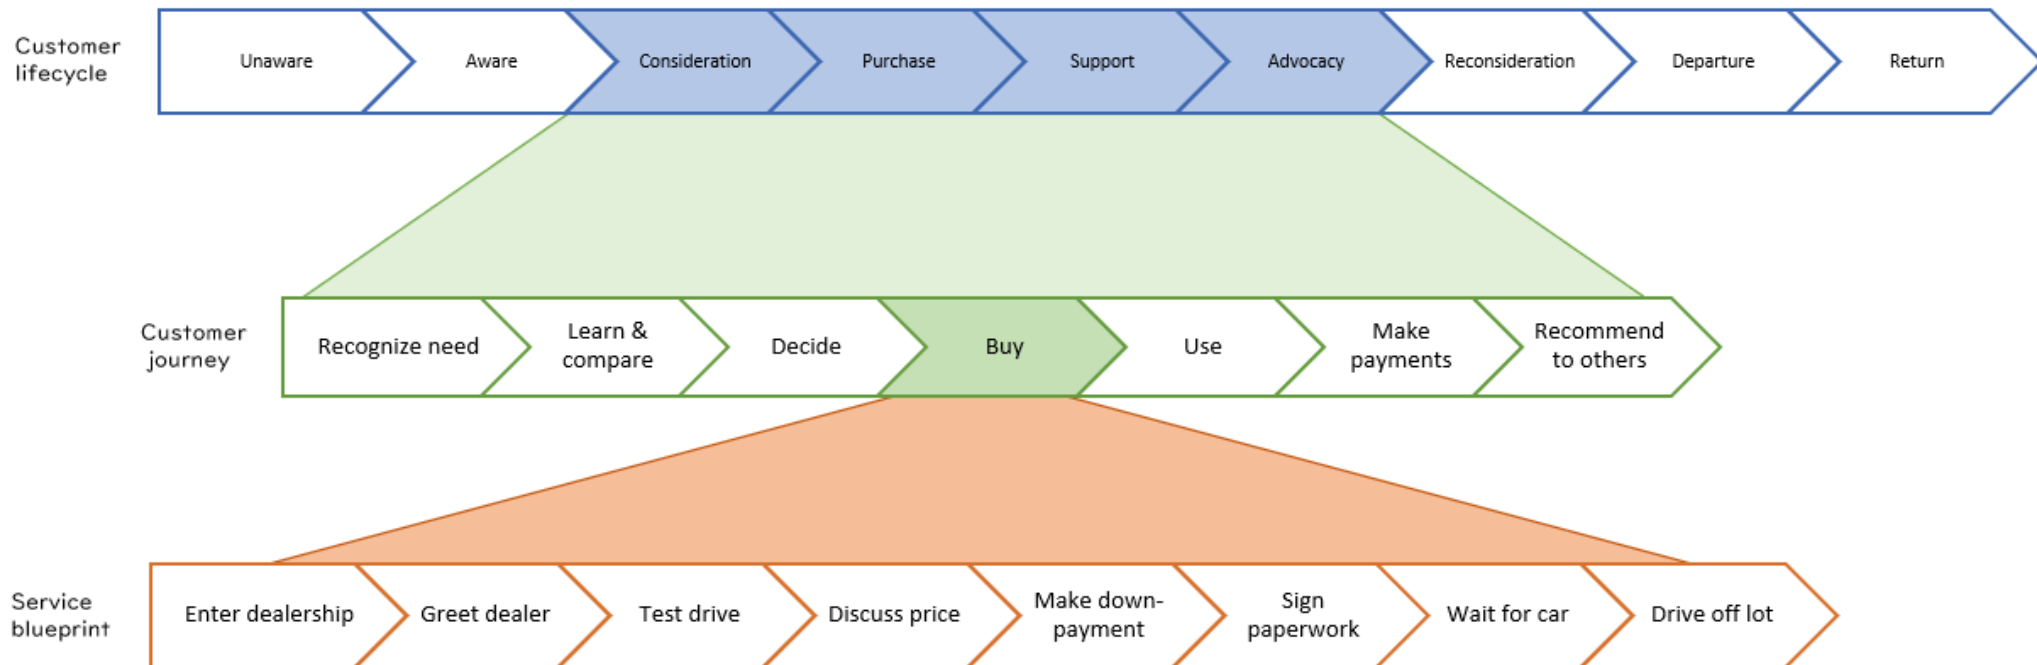 Customer
lifecycle
Unaware
Aware
Consideration
Purchase
Support
Advocacy
Reconsideration
Departure
Return
Customer
journey
Recognize need
Learn &
compare
Decide
Buy
Use
Make
payments
Recommend
to others
Service
blueprint
Enter dealership
Greet dealer
Test drive
Discuss price
Make down-
payment
Sign
paperwork
Wait for car
Drive off lot